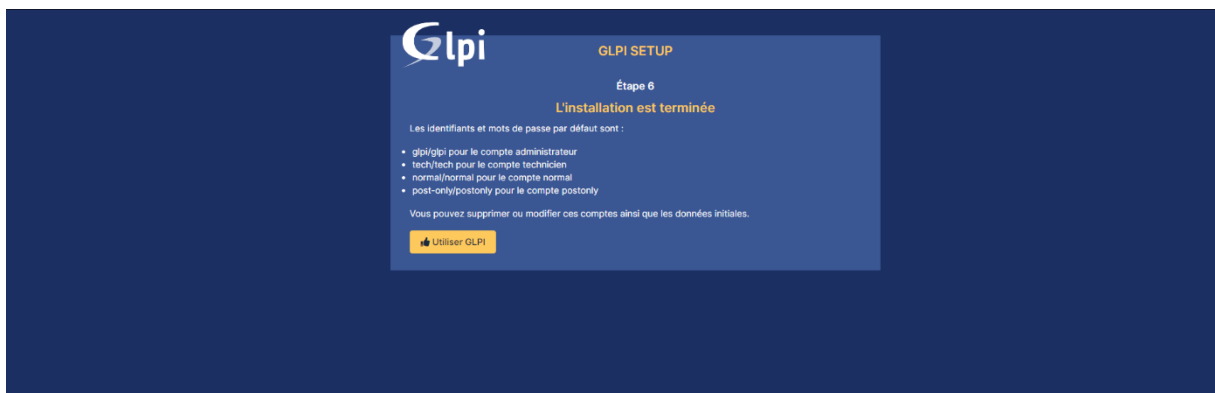 Glpi
GLPI SETUP
Étape 6
L'installation est terminée
Les identifiants et mots de passe par défaut sont :
• glpi/glpi pour le compte administrateur
• tech/tech pour le compte technicien
• normal/normal pour le compte normal
• post-only/postonly pour le compte postonly
Vous pouvez supprimer ou modifier ces comptes ainsi que les données initiales.
Utiliser GLPI